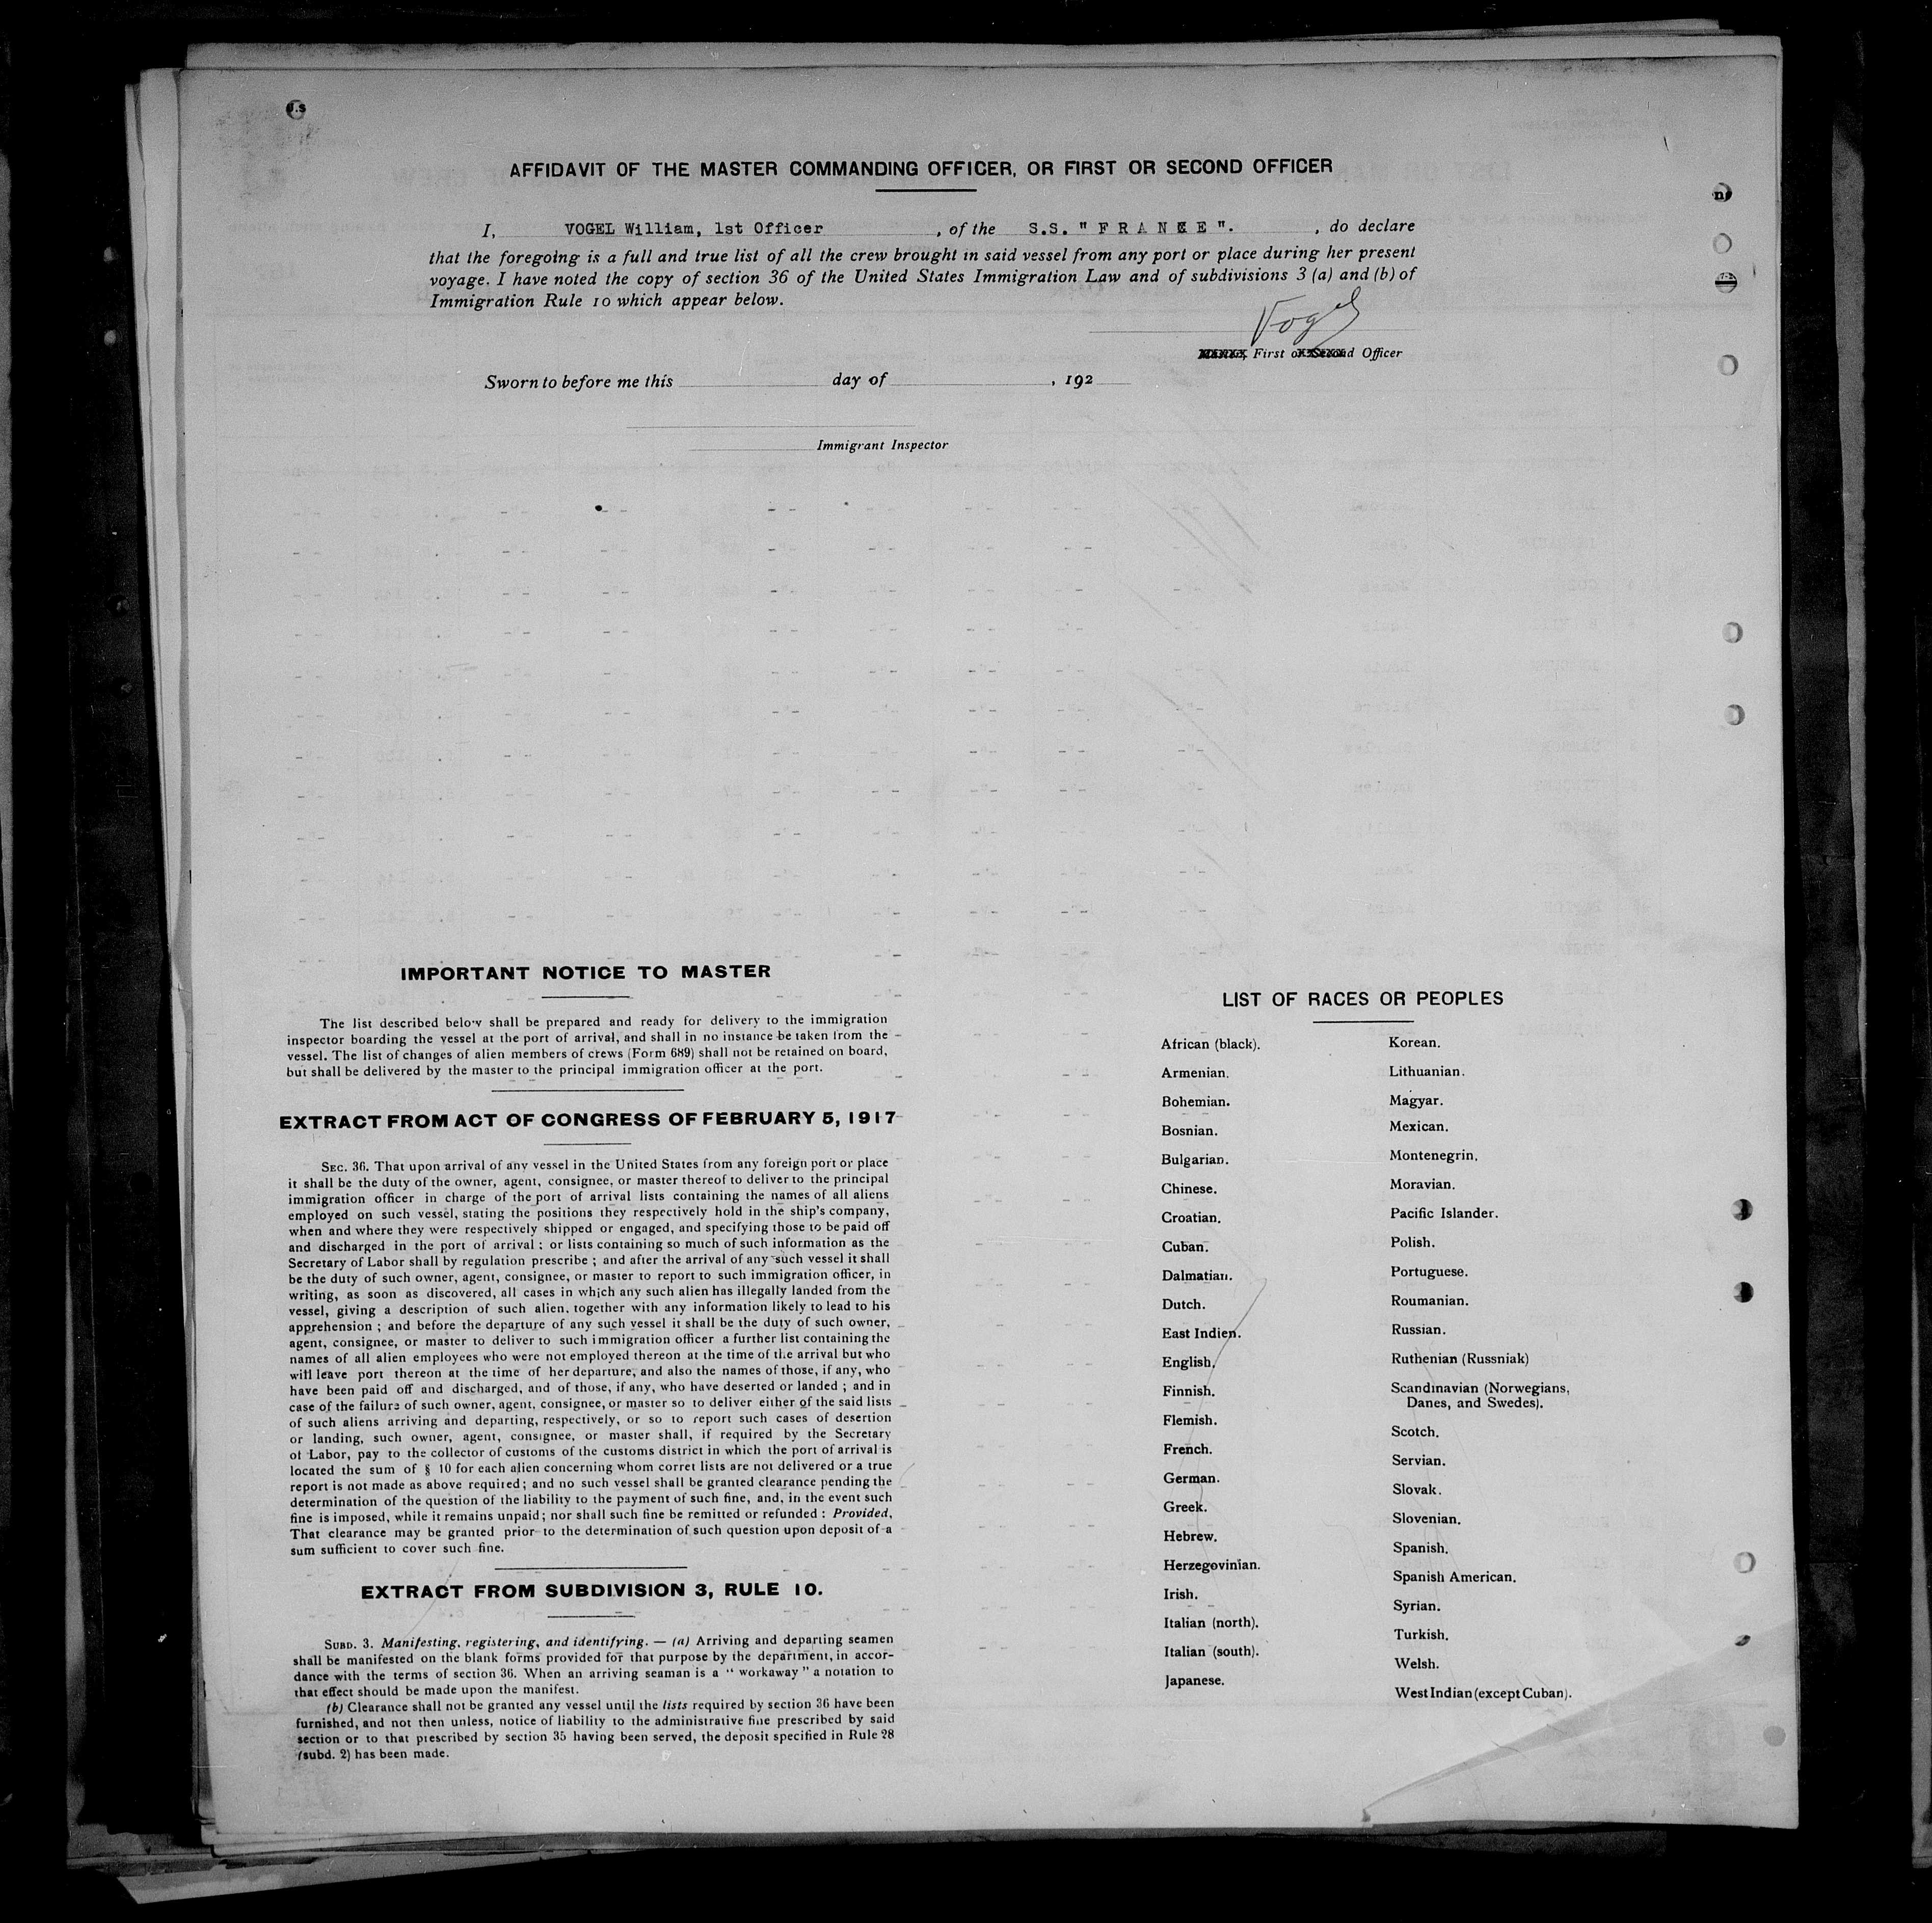 AFFIDAVIT OF THE MASTER COMMANDING OFFICER, OR FIRST OR SECOND OFFICER
I, VOGEL William, 1st Officer , of the S.S. " F R A N C E ". , do declare
that the foregoing is a full and true list of all the crew brought in said vessel from any port or place during her present
voyage. I have noted the copy of section 36 of the United States Immigration Law and of subdivisions 3 (a) and (b) of
Immigration Rule 10 which appear below.
Vogel
First or Second Officer
Sworn to before me this day of , 192
Immigrant Inspector
IMPORTANT NOTICE TO MASTER
The list described below shall be prepared and ready for delivery to the immigration
inspector boarding the vessel at the port of arrival, and shall in no instance be taken from the
vessel. The list of changes of alien members of crews (Form 689) shall not be retained on board,
but shall be delivered by the master to the principal immigration officer at the port.
EXTRACT FROM ACT OF CONGRESS OF FEBRUARY 5, 1917
SEC. 36. That upon arrival of any vessel in the United States from any foreign port or place
it shall be the duty of the owner, agent, consignee, or master thereof to deliver to the principal
immigration officer in charge of the port of arrival lists containing the names of all aliens
employed on such vessel, stating the positions they respectively hold in the ship's company,
when and where they were respectively shipped or engaged, and specifying those to be paid off
and discharged in the port of arrival ; or lists containing so much of such information as the
Secretary of Labor shall by regulation prescribe ; and after the arrival of any such vessel it shall
be the duty of such owner, agent, consignee, or master to report to such immigration officer, in
writing, as soon as discovered, all cases in which any such alien has illegally landed from the
vessel, giving a description of such alien, together with any information likely to lead to his
apprehension ; and before the departure of any such vessel it shall be the duty of such owner,
agent, consignee, or master to deliver to such immigration officer a further list containing the
names of all alien employees who were not employed thereon at the time of the arrival but who
will leave port thereon at the time of her departure, and also the names of those, if any, who
have been paid off and discharged, and of those, if any, who have deserted or landed ; and in
case of the failure of such owner, agent, consignee, or master so to deliver either of the said lists
of such aliens arriving and departing, respectively, or so to report such cases of desertion
or landing, such owner, agent, consignee, or master shall, if required by the Secretary
of Labor, pay to the collector of customs of the customs district in which the port of arrival is
located the sum of § 10 for each alien concerning whom corret lists are not delivered or a true
report is not made as above required ; and no such vessel shall be granted clearance pending the
determination of the question of the liability to the payment of such fine, and, in the event such
fine is imposed, while it remains unpaid ; nor shall such fine be remitted or refunded : Provided,
That clearance may be granted prior to the determination of such question upon deposit of a
sum sufficient to cover such fine.
EXTRACT FROM SUBDIVISION 3, RULE 10.
SUBD. 3. Manifesting, registering, and identifying. — (a) Arriving and departing seamen
shall be manifested on the blank forms provided for that purpose by the department, in accor-
dance with the terms of section 36. When an arriving seaman is a " workaway " a notation to
that effect should be made upon the manifest.
(b) Clearance shall not be granted any vessel until the lists required by section 36 have been
furnished, and not then unless, notice of liability to the administrative fine prescribed by said
section or to that prescribed by section 35 having been served, the deposit specified in Rule 28
(subd. 2) has been made.
LIST OF RACES OR PEOPLES
African (black).
Armenian.
Bohemian.
Bosnian.
Bulgarian.
Chinese.
Croatian.
Cuban.
Dalmatian.
Dutch.
East Indien.
English.
Finnish.
Flemish.
French.
German.
Greek.
Hebrew.
Herzegovinian.
Irish.
Italian (north).
Italian (south).
Japanese.
Korean.
Lithuanian.
Magyar.
Mexican.
Montenegrin.
Moravian.
Pacific Islander.
Polish.
Portuguese.
Roumanian.
Russian.
Ruthenian (Russniak)
Scandinavian (Norwegians,
Danes, and Swedes).
Scotch.
Servian.
Slovak.
Slovenian.
Spanish.
Spanish American.
Syrian.
Turkish.
Welsh.
West Indian (except Cuban).